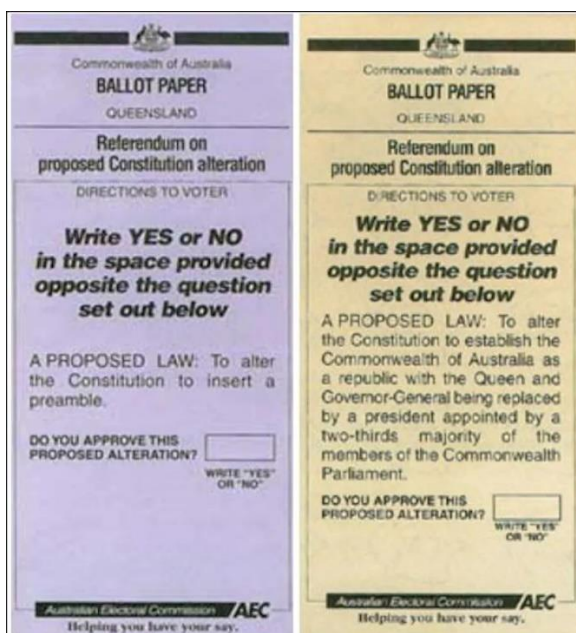 Commonwealth of Australia
BALLOT PAPER
QUEENSLAND
Referendum on
proposed Constitution alteration
DIRECTIONS TO VOTER
Write YES or NO
in the space provided
opposite the question
set out below
A PROPOSED LAW: To alter
the Constitution to insert a
preamble.
DO YOU APPROVE THIS
PROPOSED ALTERATION?
WRITE "YES"
OR "NO"
Australian Electoral Commission AEC
Helping you have your say.
Commonwealth of Australia
BALLOT PAPER
QUEENSLAND
Referendum on
proposed Constitution alteration
DIRECTIONS TO VOTER
Write YES or NO
in the space provided
opposite the question
set out below
A PROPOSED LAW: To alter
the Constitution to establish the
Commonwealth of Australia as
a republic with the Queen and
Governor-General being replaced
by a president appointed by a
two-thirds majority of the
members of the Commonwealth
Parliament.
DO YOU APPROVE THIS
PROPOSED ALTERATION?
WRITE "YES"
OR "NO"
Australian Electoral Commission AEC
Helping you have your say.